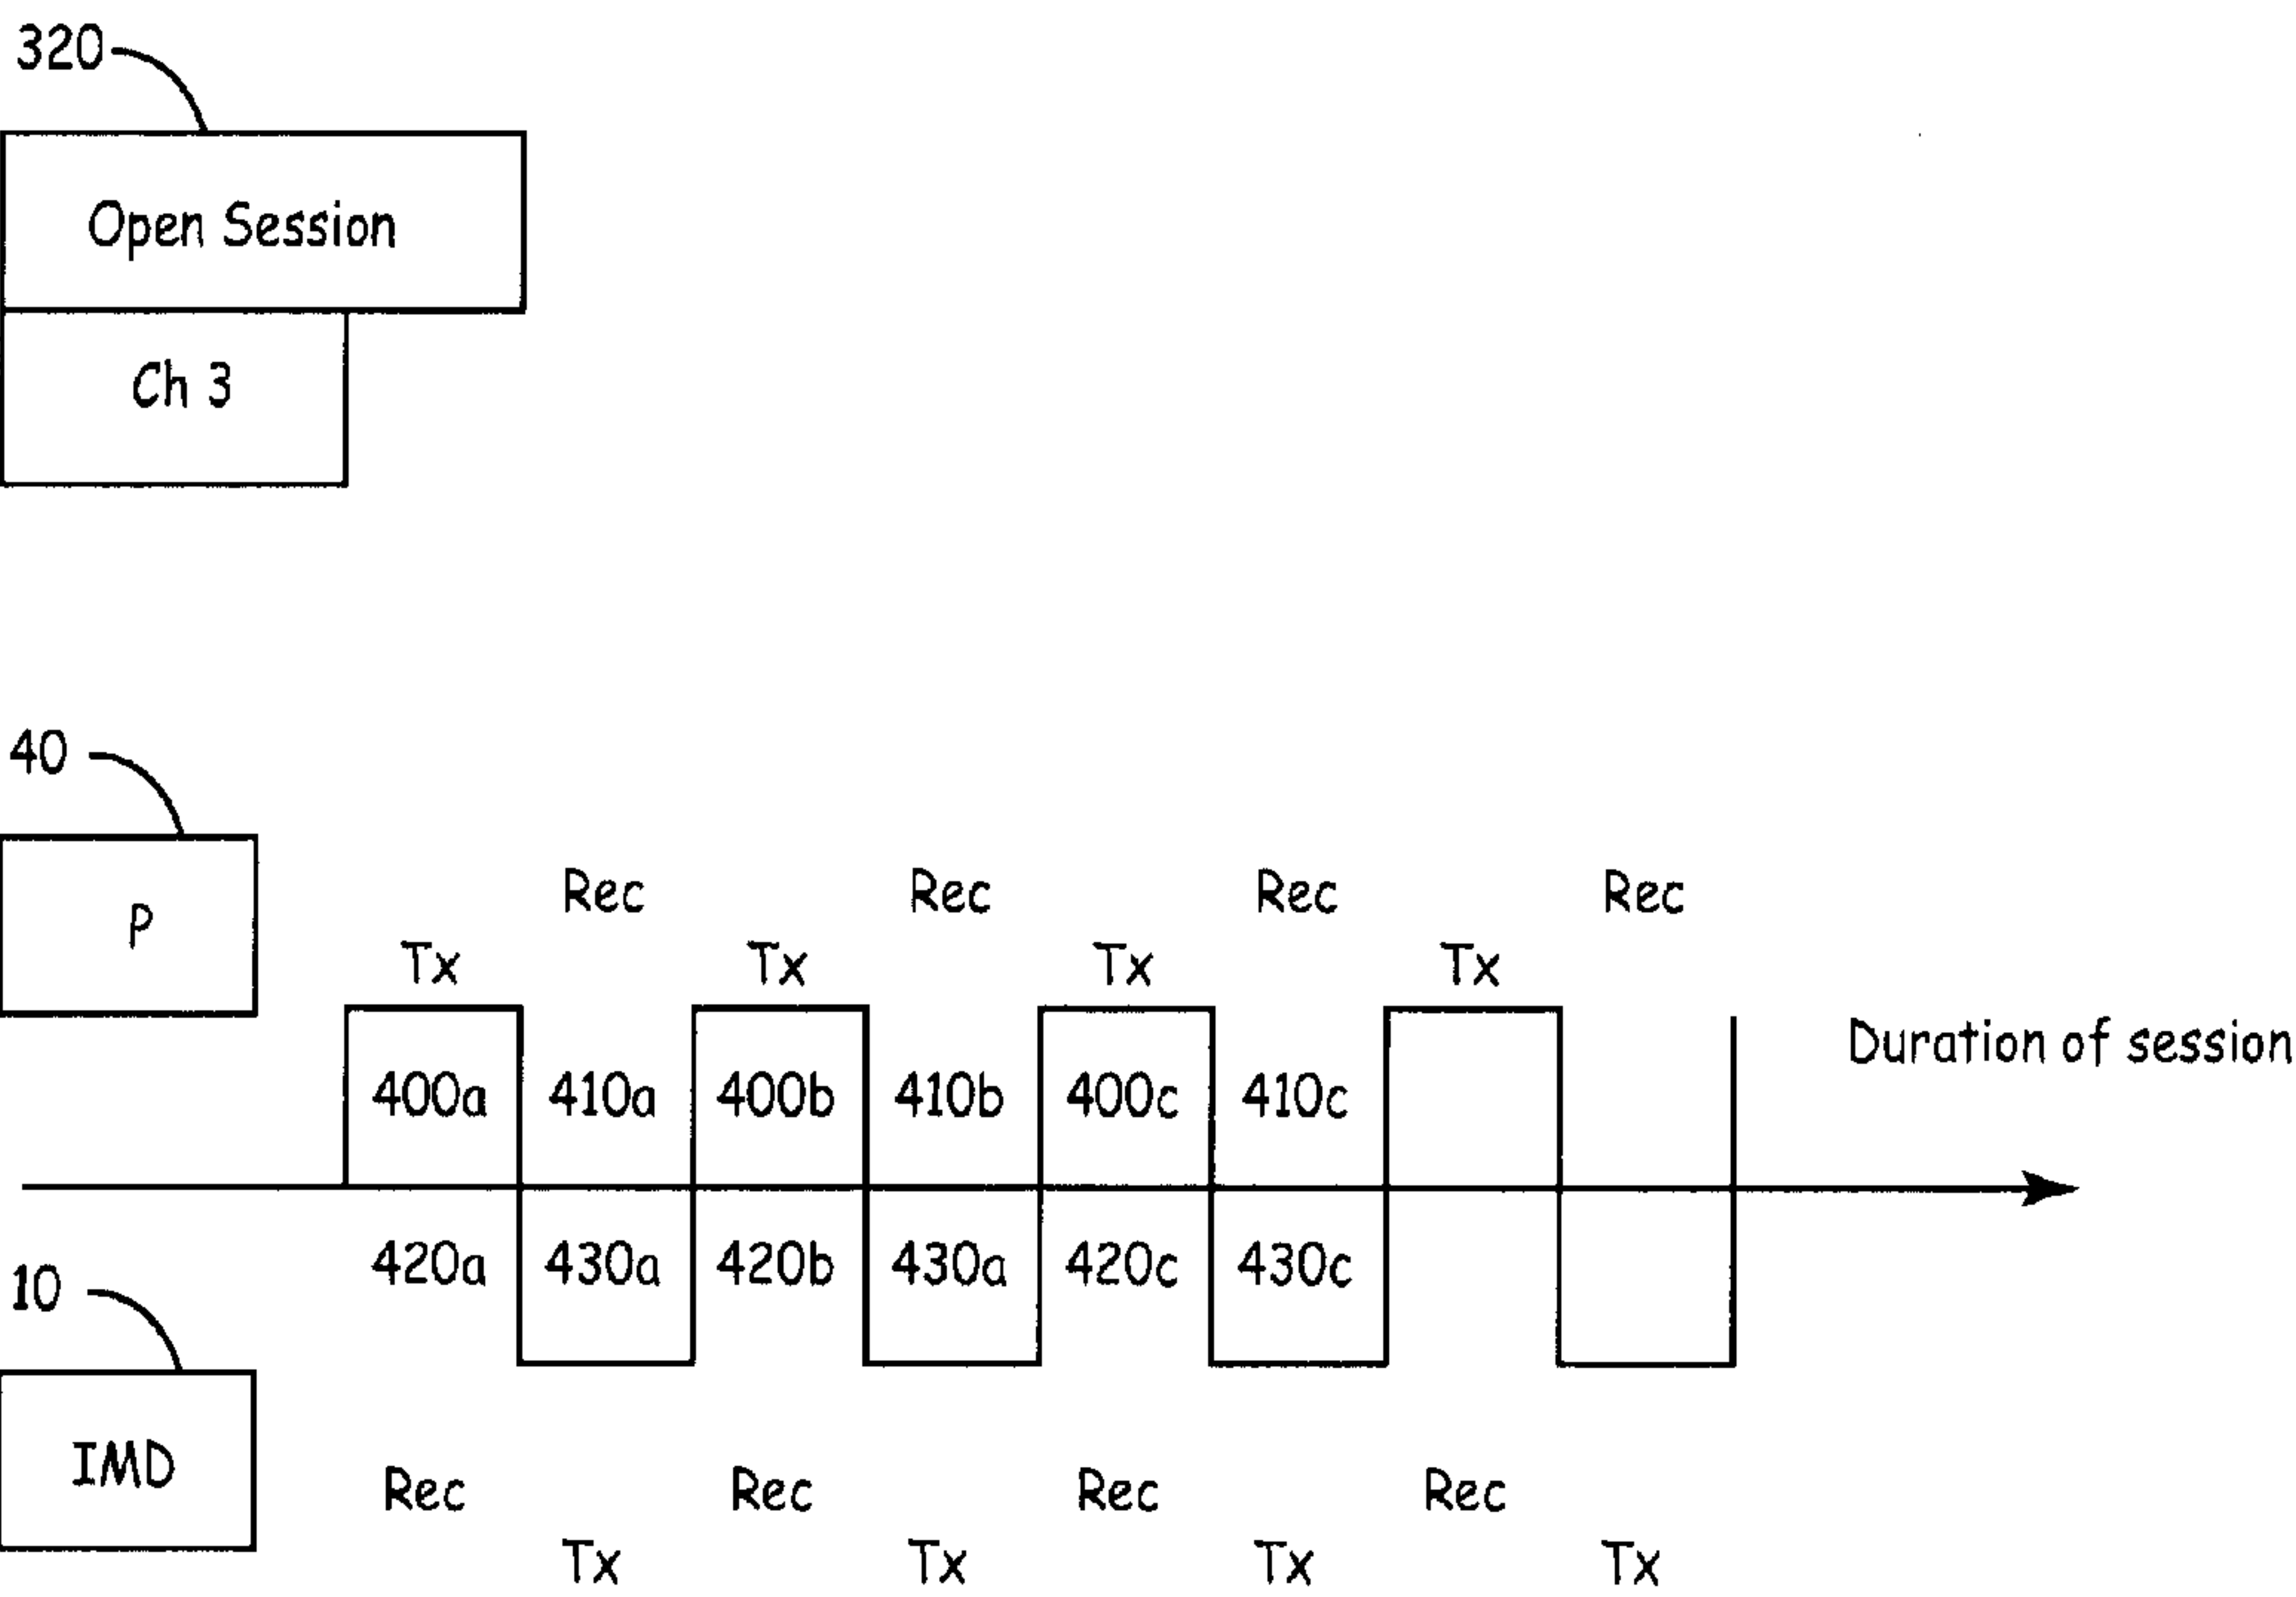 320
Open Session
Ch 3
40
P
Rec Rec Rec Rec
Tx Tx Tx Tx
Duration of session
400a 410a 400b 410b 400c 410c
420a 430a 420b 430a 420c 430c
10
IMD
Rec Rec Rec Rec
Tx Tx Tx Tx